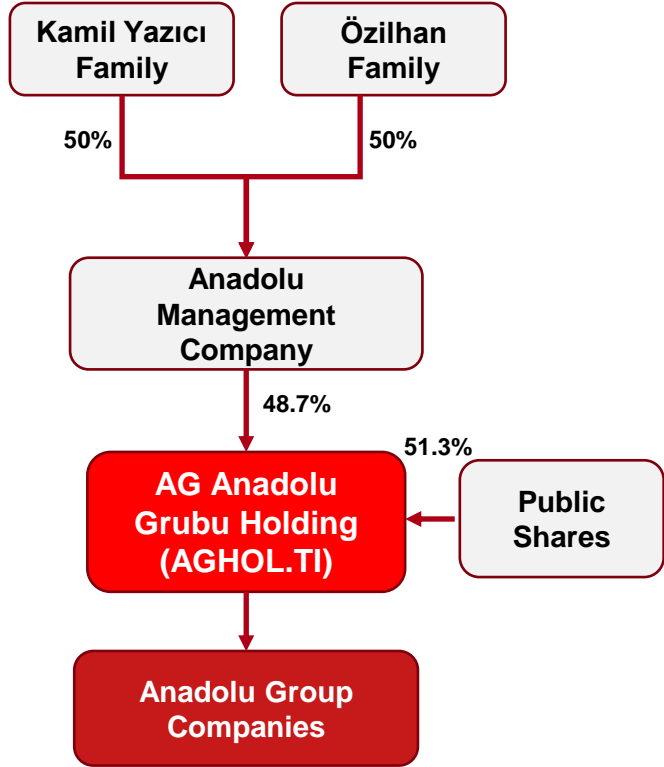 Kamil Yazıcı
Family
Özilhan
Family
50%
50%
Anadolu
Management
Company
48.7%
51.3%
AG Anadolu
Grubu Holding
(AGHOL.TI)
Public
Shares
Anadolu Group
Companies